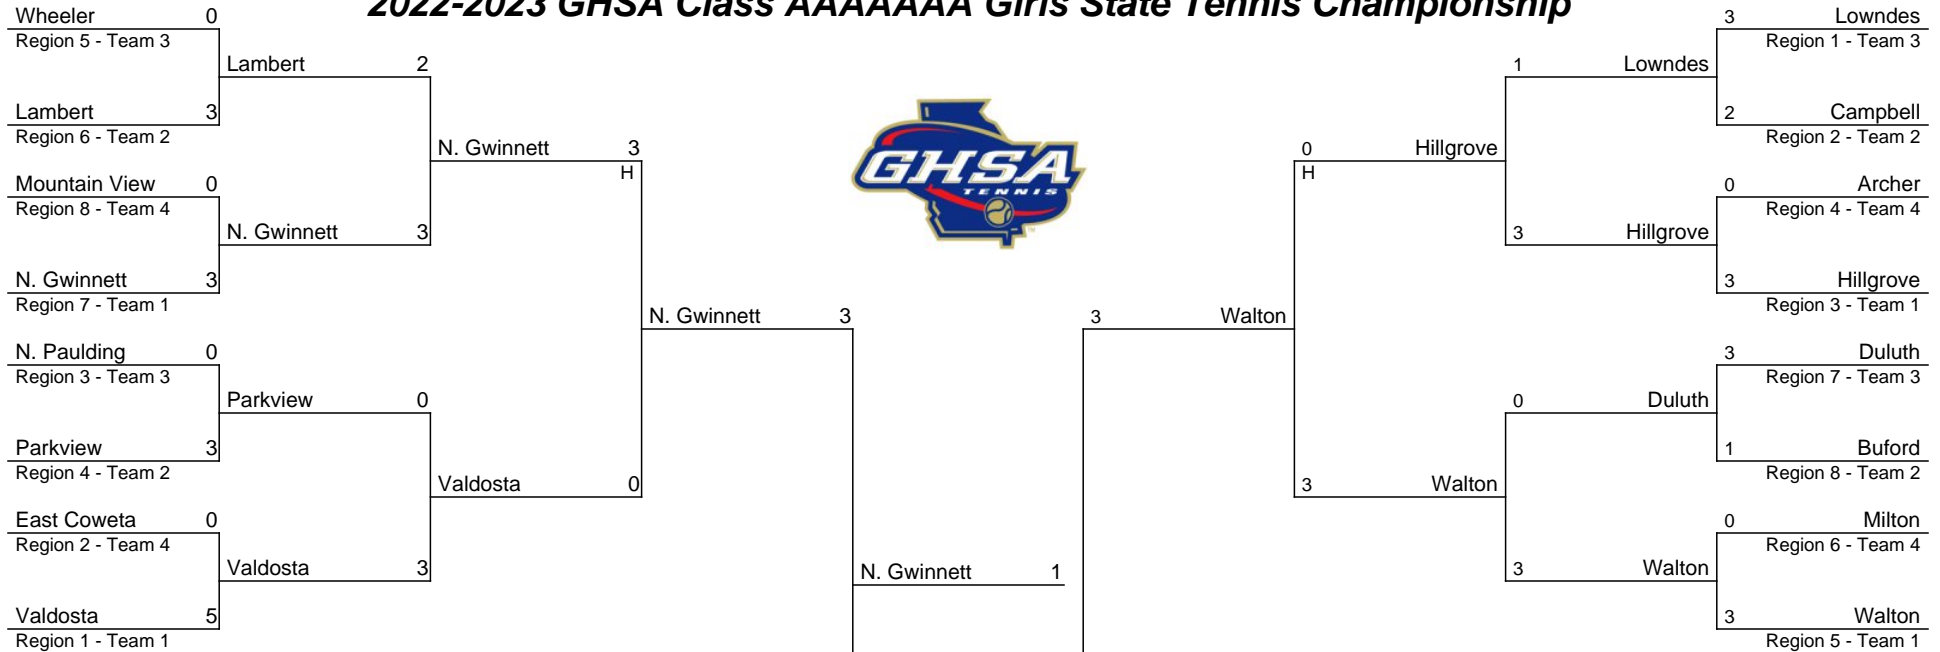 2022-2023 GHSA Class AAAAAAA Girls State Tennis Championship
Wheeler 0
Region 5 - Team 3
Lambert 2
Lambert 3
Region 6 - Team 2
N. Gwinnett 3
H
Mountain View 0
Region 8 - Team 4
N. Gwinnett 3
N. Gwinnett 3
Region 7 - Team 1
N. Gwinnett 3
N. Paulding 0
Region 3 - Team 3
Parkview 0
Parkview 3
Region 4 - Team 2
Valdosta 0
East Coweta 0
Region 2 - Team 4
Valdosta 3
Valdosta 5
Region 1 - Team 1
N. Gwinnett 1
GHSA
TENNIS
3 Lowndes
Region 1 - Team 3
1 Lowndes
2 Campbell
Region 2 - Team 2
0 Hillgrove
H
0 Archer
Region 4 - Team 4
3 Hillgrove
3 Hillgrove
Region 3 - Team 1
3 Walton
3 Duluth
Region 7 - Team 3
0 Duluth
1 Buford
Region 8 - Team 2
3 Walton
0 Milton
Region 6 - Team 4
3 Walton
3 Walton
Region 5 - Team 1